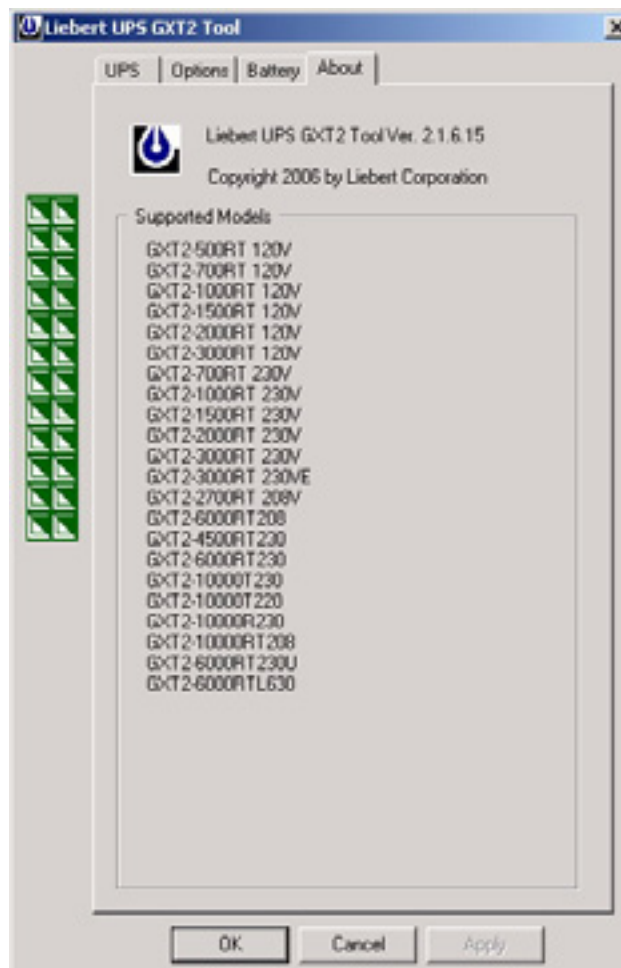 Liebert UPS GXT2 Tool
UPS Options Battery About
Liebert UPS GXT2 Tool Ver. 2.1.6.15
Copyright 2006 by Liebert Corporation
Supported Models
GXT2-500RT 120V
GXT2-700RT 120V
GXT2-1000RT 120V
GXT2-1500RT 120V
GXT2-2000RT 120V
GXT2-3000RT 120V
GXT2-700RT 230V
GXT2-1000RT 230V
GXT2-1500RT 230V
GXT2-2000RT 230V
GXT2-3000RT 230V
GXT2-3000RT 230VE
GXT2-2700RT 208V
GXT2-6000RT208
GXT2-4500RT230
GXT2-6000RT230
GXT2-10000T230
GXT2-10000T220
GXT2-10000R230
GXT2-10000RT208
GXT2-6000RT230U
GXT2-6000RTL630
OK Cancel Apply